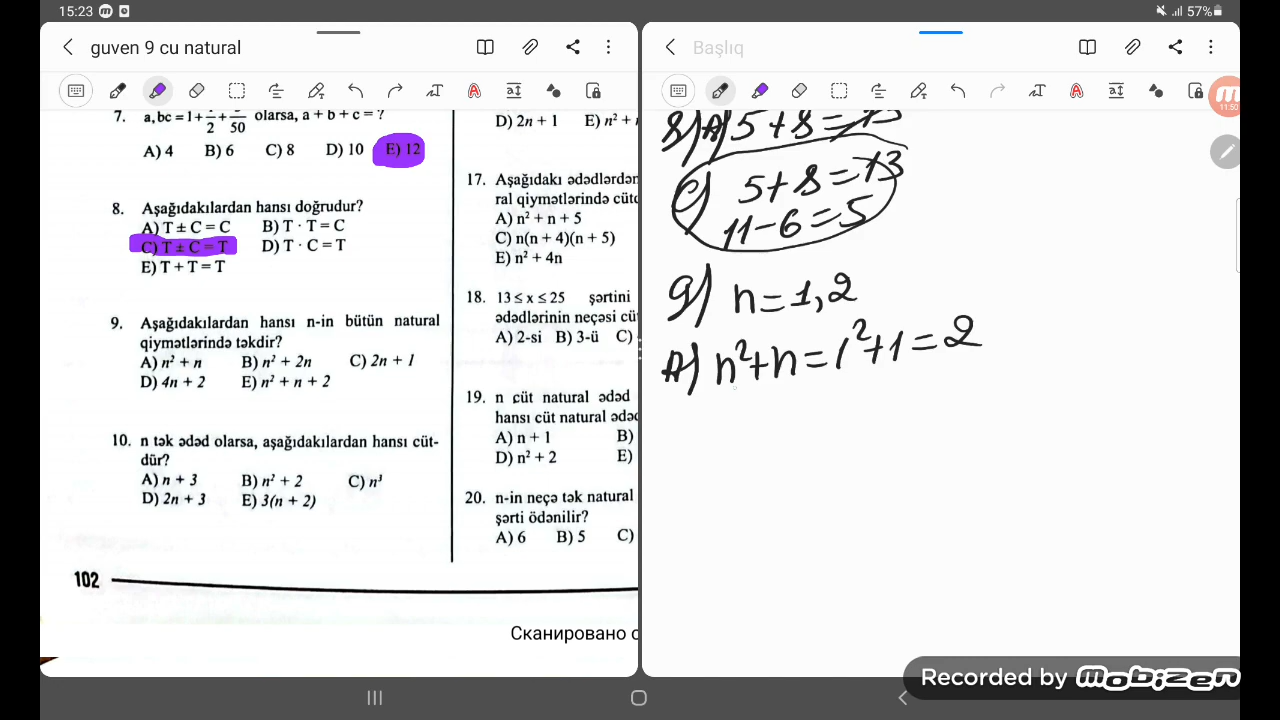 15:23
57%
guven 9 cu natural
Başlıq
11:50
7. a,bc = 1 + 1/2 + 1/50 olarsa, a + b + c = ?
A) 4 B) 6 C) 8 D) 10 E) 12
8. Aşağıdakılardan hansı doğrudur?
A) T ± C = C B) T · T = C
C) T ± C = T D) T · C = T
E) T + T = T
9. Aşağıdakılardan hansı n-in bütün natural
qiymətlərində təkdir?
A) n² + n B) n² + 2n C) 2n + 1
D) 4n + 2 E) n² + n + 2
10. n tək ədəd olarsa, aşağıdakılardan hansı cüt-
dür?
A) n + 3 B) n² + 2 C) n³
D) 2n + 3 E) 3(n + 2)
102
D) 2n + 1 E) n² +
17. Aşağıdakı ədədlərdən
ral qiymətlərində cüt
A) n² + n + 5
C) n(n + 4)(n + 5)
E) n² + 4n
18. 13 ≤ x ≤ 25 şərtini
ədədlərinin neçəsi cü
A) 2-si B) 3-ü C)
19. n cüt natural ədəd
hansı cüt natural ədəd
A) n + 1 B)
D) n² + 2 E)
20. n-in neçə tək natural
şərti ödənilir?
A) 6 B) 5 C)
Сканировано с
8) A) 5+8=13
C) 5+8=13
11-6=5
9) n=1,2
A) n²+n=1²+1=2
Recorded by mobizen